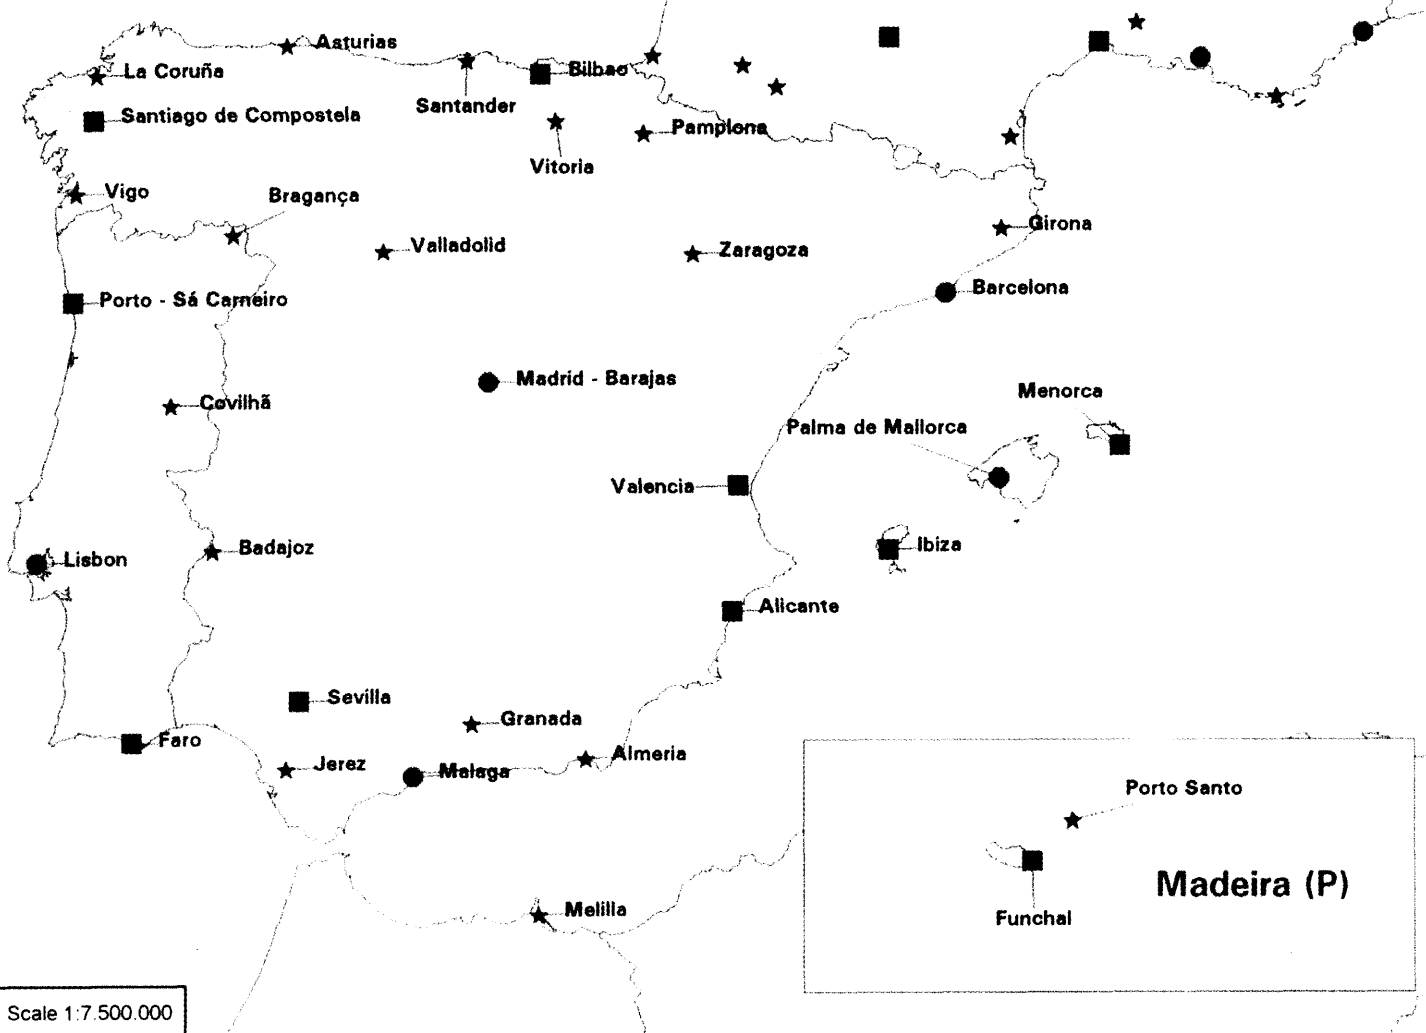 Asturias
La Coruña
Bilbao
Santander
Santiago de Compostela
Pamplona
Vitoria
Vigo
Bragança
Girona
Valladolid
Zaragoza
Barcelona
Porto - Sá Carneiro
Madrid - Barajas
Menorca
Covilhã
Palma de Mallorca
Valencia
Ibiza
Badajoz
Lisbon
Alicante
Sevilla
Granada
Faro
Almeria
Jerez
Malaga
Porto Santo
Madeira (P)
Melilla
Funchal
Scale 1:7.500.000